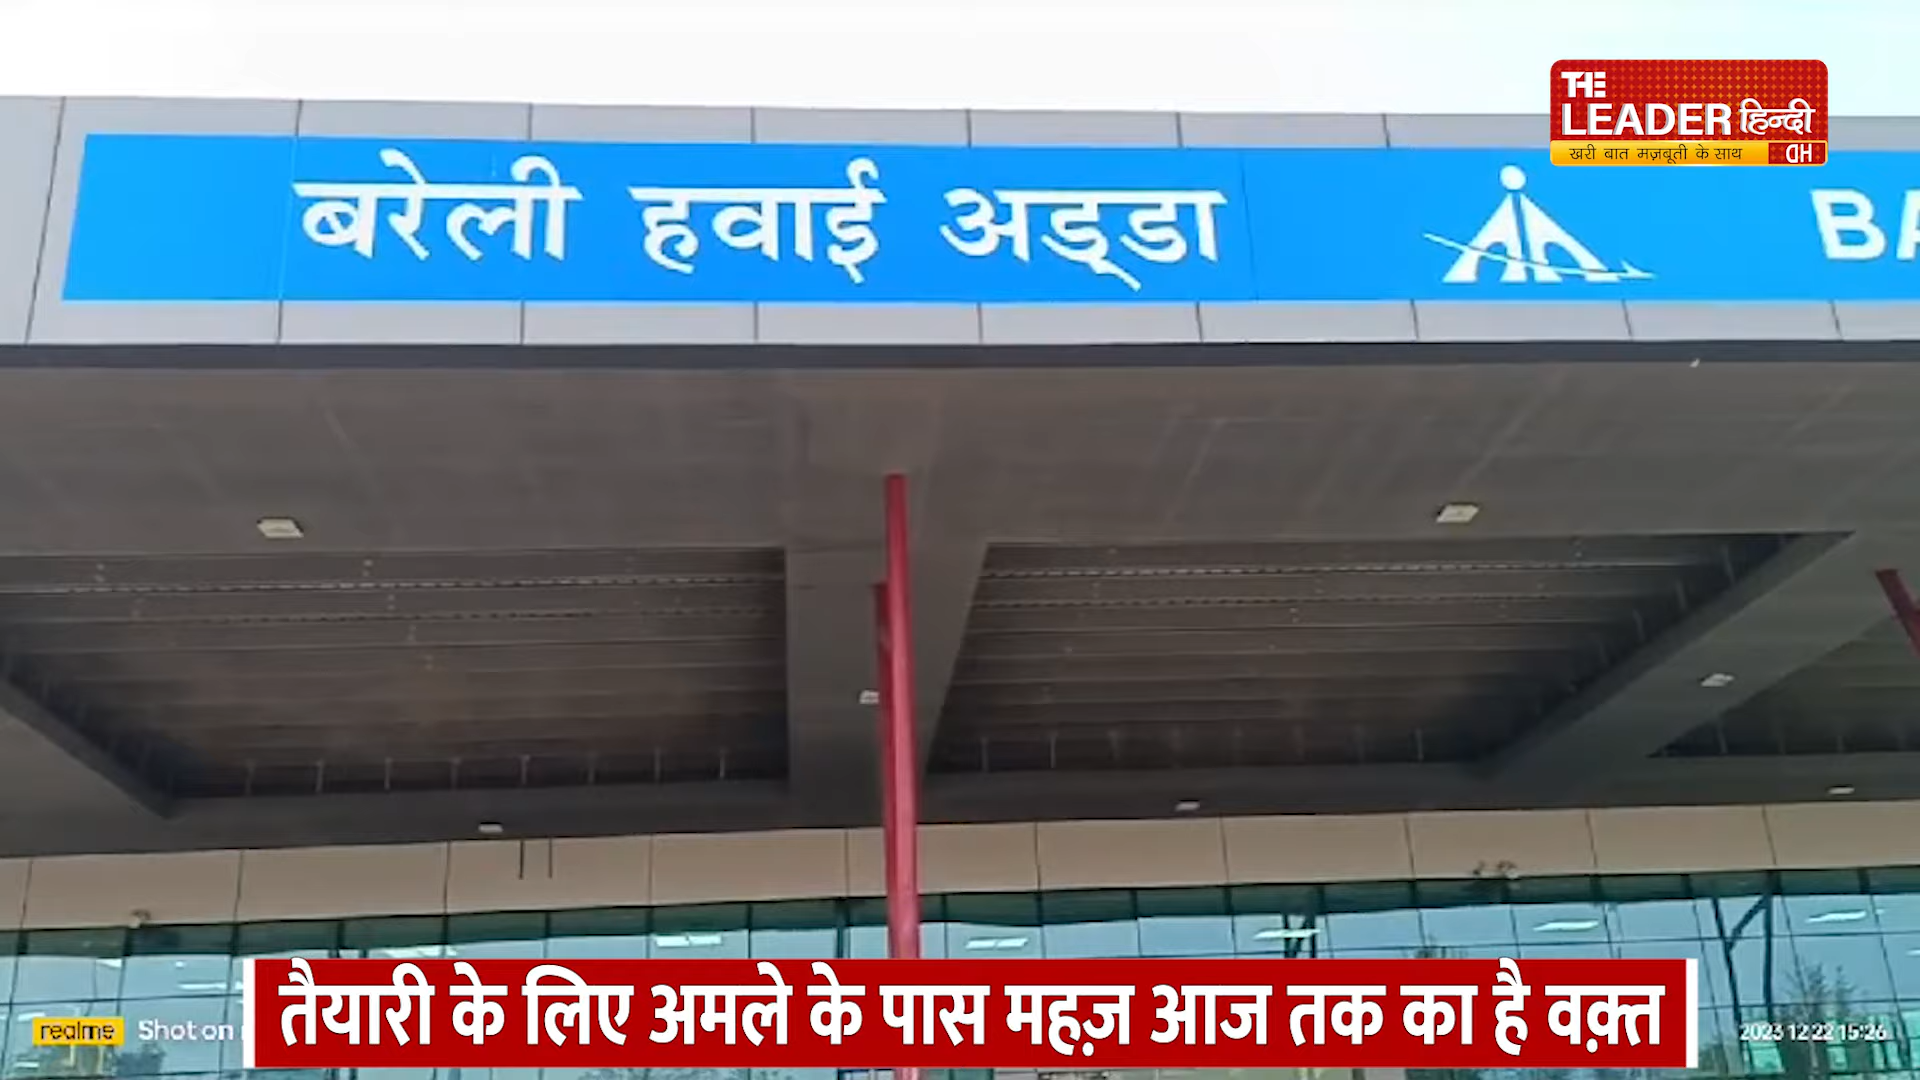 THE
LEADER हिन्दी
खरी बात मज़बूती के साथ HD
बरेली हवाई अड्डा BA
तैयारी के लिए अमले के पास महज़ आज तक का है वक़्त
realme Shot on
2023 12 22 15:26